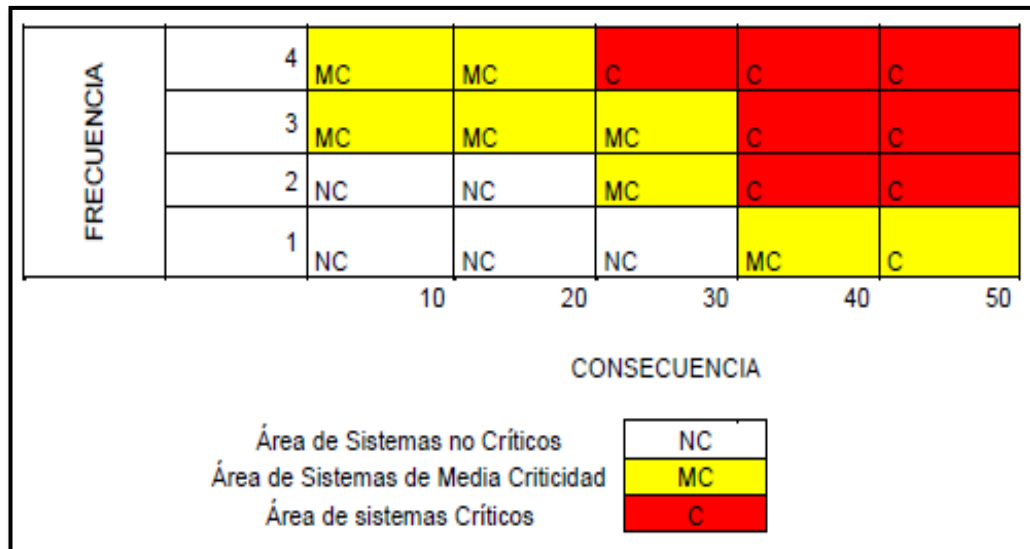 FRECUENCIA
4 MC MC C C C
3 MC MC MC C C
2 NC NC MC C C
1 NC NC NC MC C
10 20 30 40 50
CONSECUENCIA
Área de Sistemas no Críticos NC
Área de Sistemas de Media Criticidad MC
Área de sistemas Críticos C